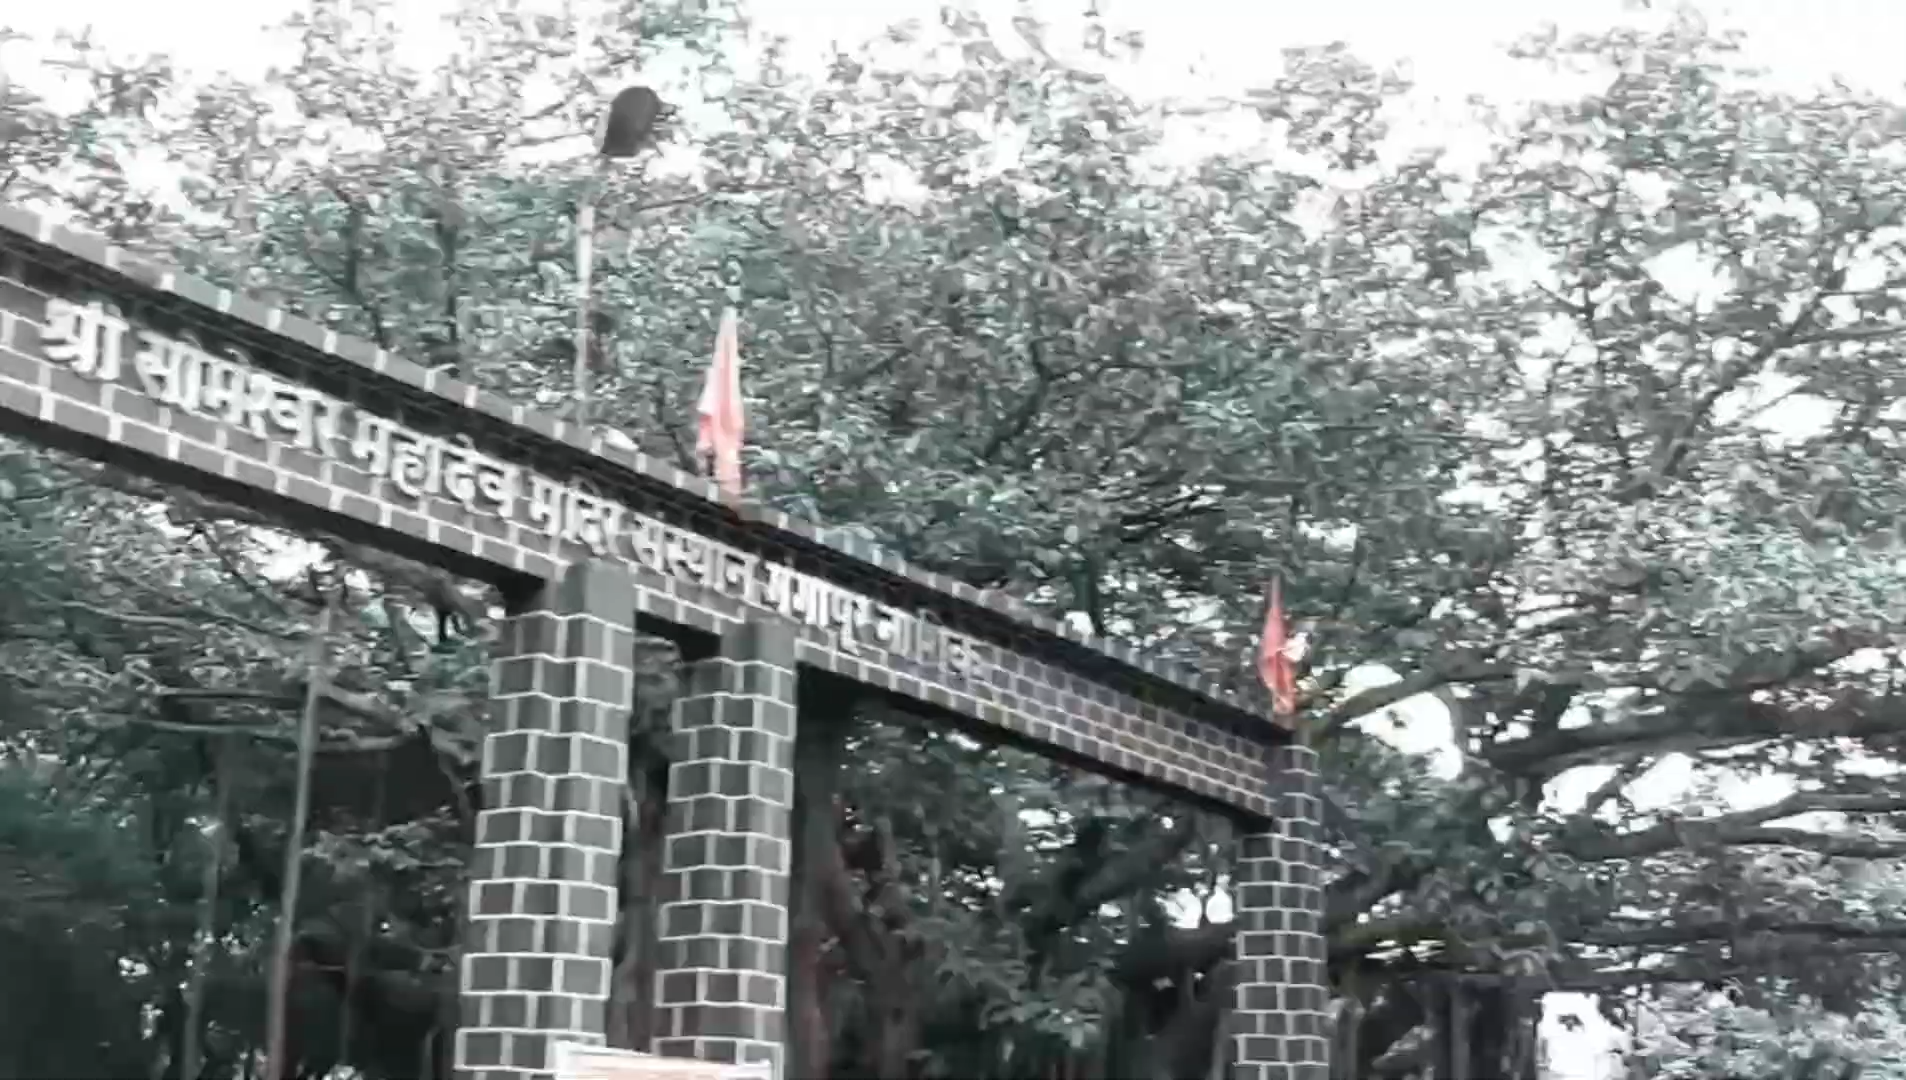 श्री सोमेश्वर महादेव मंदिर संस्थान गंगापूर नाशिक